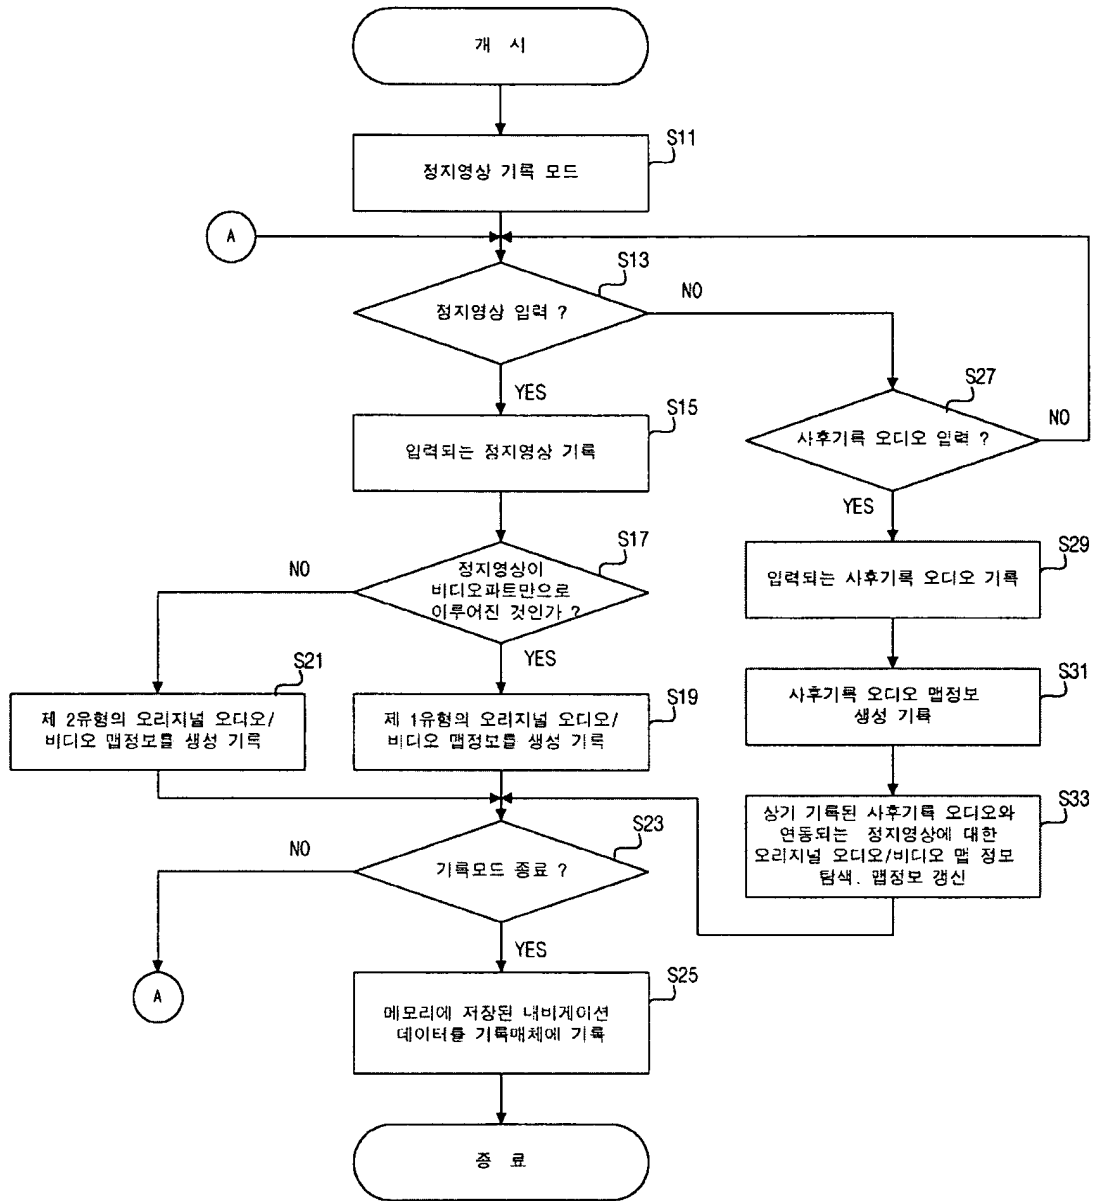 개 시
S11
정지영상 기록 모드
A
S13
정지영상 입력 ?
NO
YES
S27
사후기록 오디오 입력 ?
NO
YES
S15
입력되는 정지영상 기록
S17
정지영상이
비디오파트만으로
이루어진 것인가 ?
NO
YES
S29
입력되는 사후기록 오디오 기록
S21
제 2유형의 오리지널 오디오/
비디오 맵정보를 생성 기록
S19
제 1유형의 오리지널 오디오/
비디오 맵정보를 생성 기록
S31
사후기록 오디오 맵정보
생성 기록
S33
상기 기록된 사후기록 오디오와
연동되는 정지영상에 대한
오리지널 오디오/비디오 맵 정보
탐색, 맵정보 갱신
S23
기록모드 종료 ?
NO
YES
A
S25
메모리에 저장된 내비게이션
데이터를 기록매체에 기록
종 료